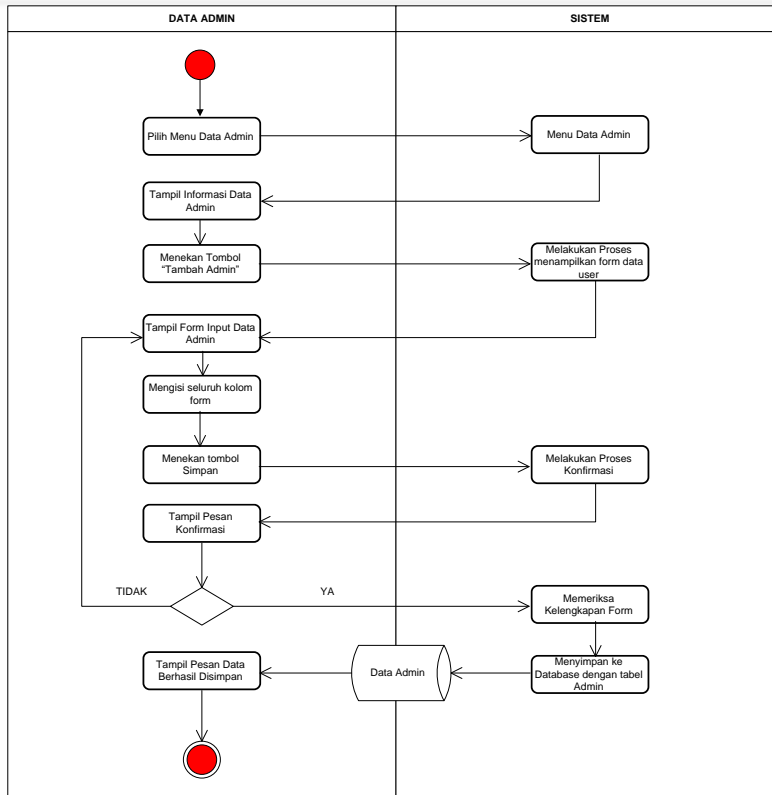 DATA ADMIN
SISTEM
Pilih Menu Data Admin
Menu Data Admin
Tampil Informasi Data
Admin
Menekan Tombol
“Tambah Admin”
Melakukan Proses
menampilkan form data
user
Tampil Form Input Data
Admin
Mengisi seluruh kolom
form
Menekan tombol
Simpan
Melakukan Proses
Konfirmasi
Tampil Pesan
Konfirmasi
TIDAK
YA
Memeriksa
Kelengkapan Form
Tampil Pesan Data
Berhasil Disimpan
Data Admin
Menyimpan ke
Database dengan tabel
Admin